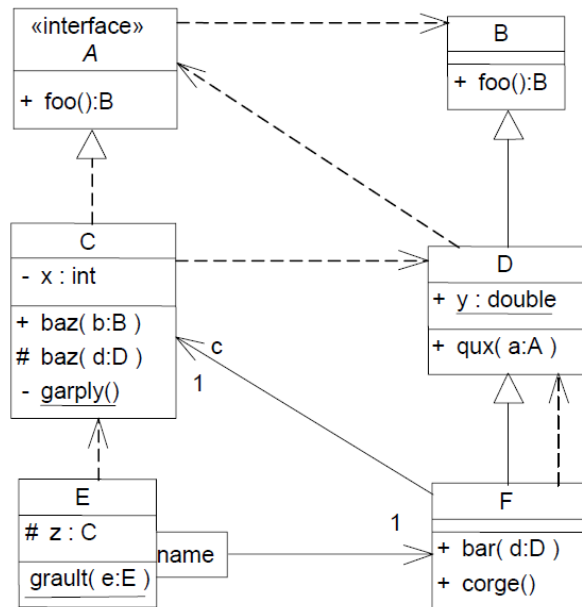 «interface»
A
+ foo():B
B
+ foo():B
C
- x : int
+ baz( b:B )
# baz( d:D )
- garply()
D
+ y : double
+ qux( a:A )
c
1
E
# z : C
grault( e:E )
name
1
F
+ bar( d:D )
+ corge()